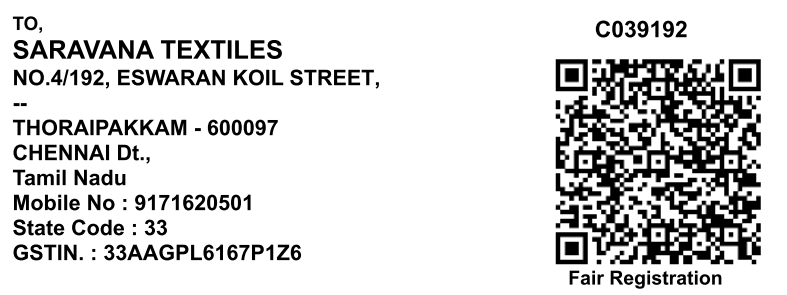 TO,
SARAVANA TEXTILES
NO.4/192, ESWARAN KOIL STREET,
--
THORAIPAKKAM - 600097
CHENNAI Dt.,
Tamil Nadu
Mobile No : 9171620501
State Code : 33
GSTIN. : 33AAGPL6167P1Z6
C039192
Fair Registration